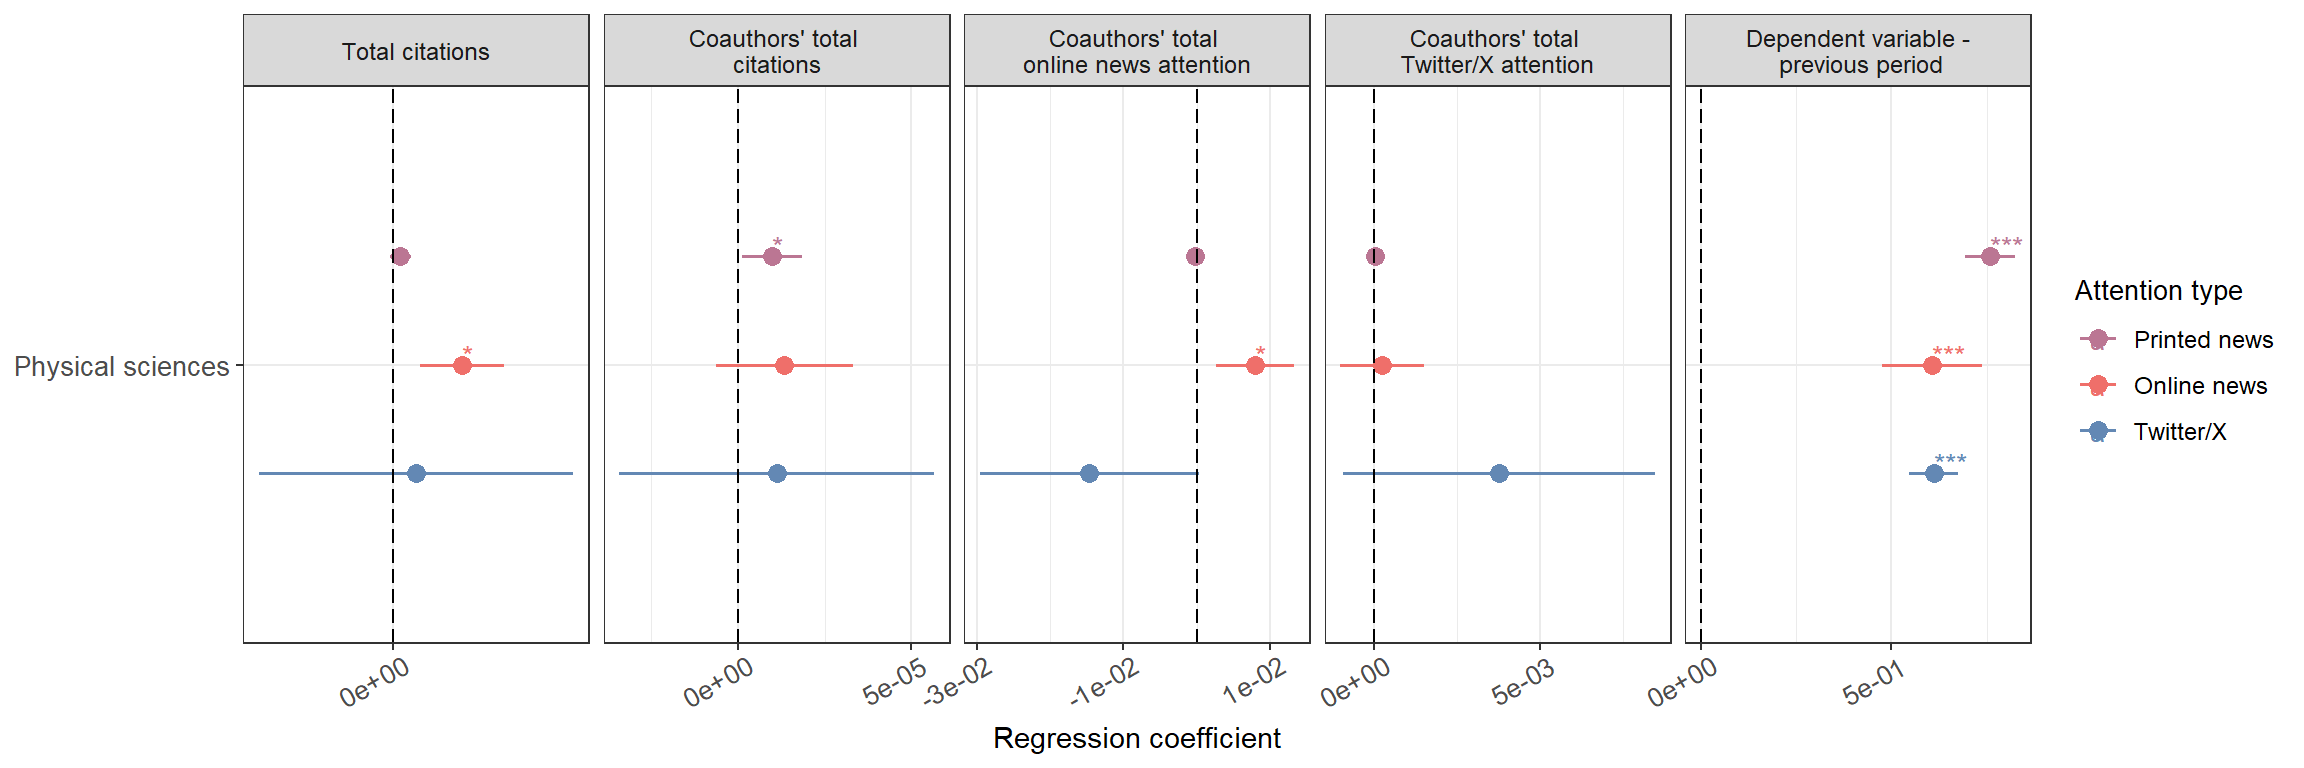 Total citations
Coauthors' total
citations
Coauthors' total
online news attention
Coauthors' total
Twitter/X attention
Dependent variable -
previous period
*
***
*
*
***
***
Physical sciences
Attention type
a
Printed news
a
Online news
a
Twitter/X
0e+00
0e+00
5e-05
-3e-02
-1e-02
1e-02
0e+00
5e-03
0e+00
5e-01
Regression coefficient